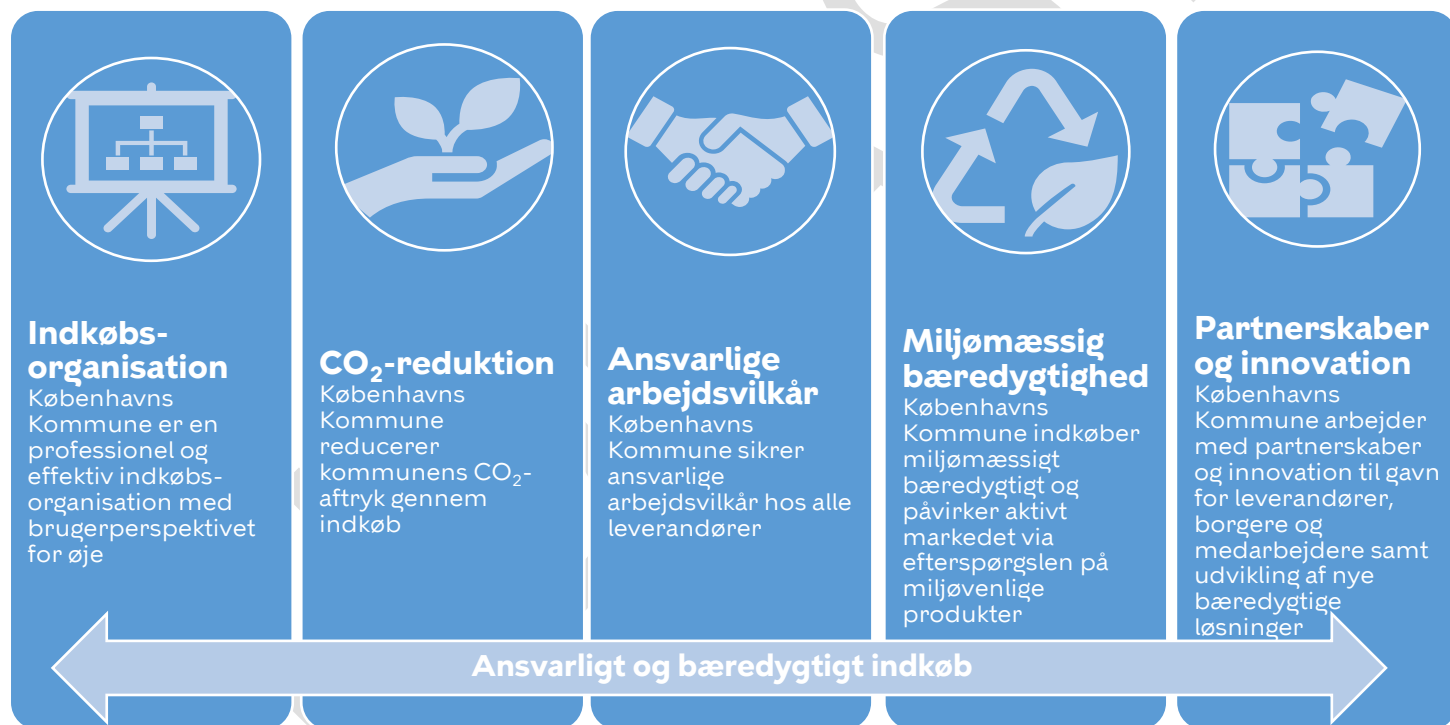 Indkøbs-
organisation
Københavns
Kommune er en
professionel og
effektiv indkøbs-
organisation med
brugerperspektivet
for øje
CO₂-reduktion
Københavns
Kommune
reducerer
kommunens CO₂-
aftryk gennem
indkøb
Ansvarlige
arbejdsvilkår
Københavns
Kommune sikrer
ansvarlige
arbejdsvilkår hos alle
leverandører
Miljømæssig
bæredygtighed
Københavns
Kommune indkøber
miljømæssigt
bæredygtigt og
påvirker aktivt
markedet via
efterspørgslen på
miljøvenlige
produkter
Partnerskaber
og innovation
Københavns
Kommune arbejder
med partnerskaber
og innovation til gavn
for leverandører,
borgere og
medarbejdere samt
udvikling af nye
bæredygtige
løsninger
Ansvarligt og bæredygtigt indkøb